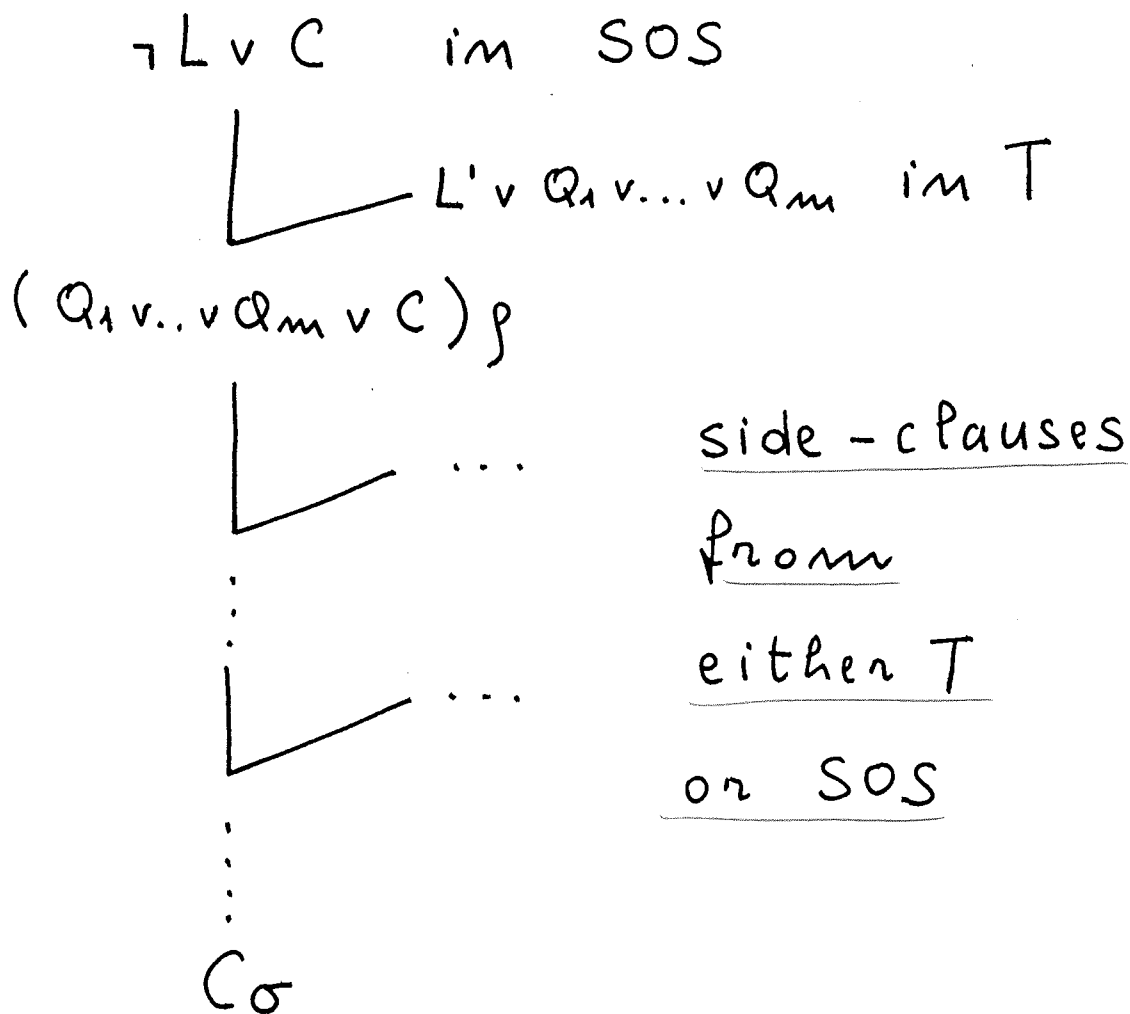 ¬L ∨ C in SOS
L' ∨ Q₁ ∨...∨ Qₘ in T
(Q₁ ∨..∨ Qₘ ∨ C)ρ
...
side-clauses
from
either T
...
or SOS
Cσ